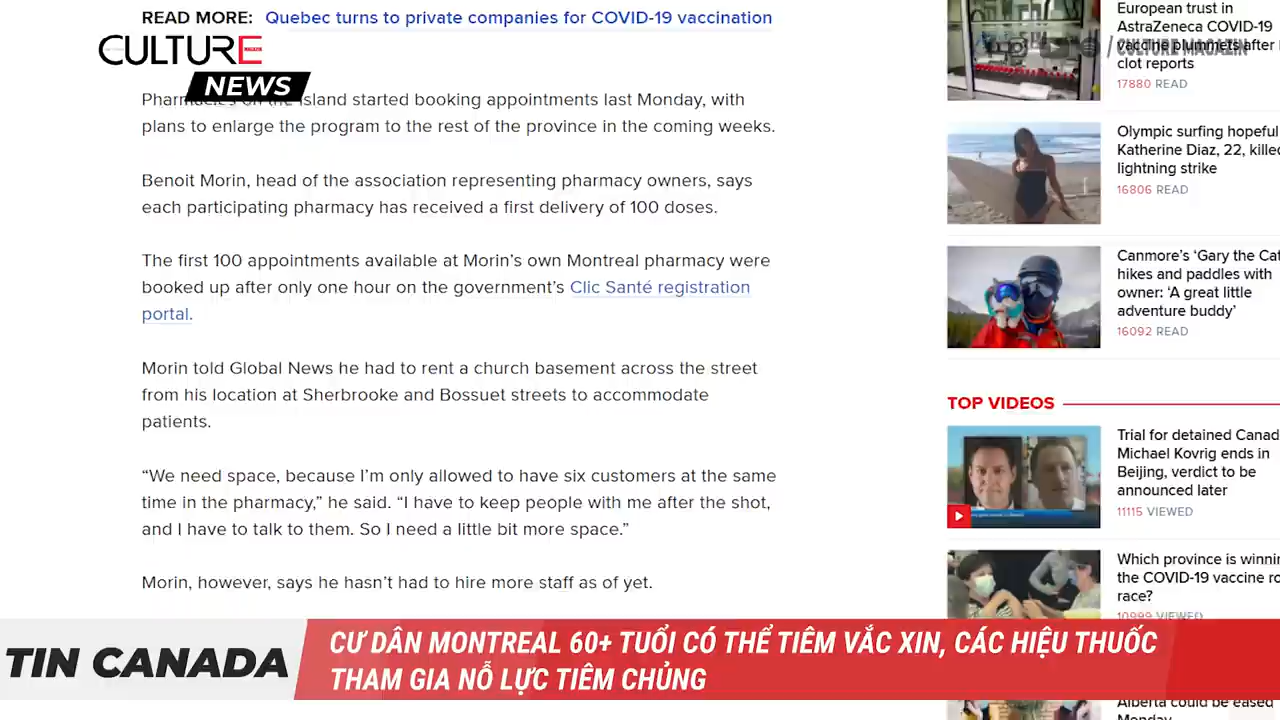 READ MORE: Quebec turns to private companies for COVID-19 vaccination
CULTURE
NEWS
Pharmacies on the Island started booking appointments last Monday, with
plans to enlarge the program to the rest of the province in the coming weeks.
Benoit Morin, head of the association representing pharmacy owners, says
each participating pharmacy has received a first delivery of 100 doses.
The first 100 appointments available at Morin’s own Montreal pharmacy were
booked up after only one hour on the government’s Clic Santé registration
portal.
Morin told Global News he had to rent a church basement across the street
from his location at Sherbrooke and Bossuet streets to accommodate
patients.
“We need space, because I’m only allowed to have six customers at the same
time in the pharmacy,” he said. “I have to keep people with me after the shot,
and I have to talk to them. So I need a little bit more space.”
Morin, however, says he hasn’t had to hire more staff as of yet.
European trust in
AstraZeneca COVID-19
vaccine plummets after
clot reports
/ CULTURE MAGAZIN
17880 READ
Olympic surfing hopeful
Katherine Diaz, 22, kille
lightning strike
16806 READ
Canmore’s ‘Gary the Cat
hikes and paddles with
owner: ‘A great little
adventure buddy’
16092 READ
TOP VIDEOS
Trial for detained Canad
Michael Kovrig ends in
Beijing, verdict to be
announced later
11115 VIEWED
Which province is winni
the COVID-19 vaccine ro
race?
10999 VIEWED
Alberta could be eased
Monday
TIN CANADA
CƯ DÂN MONTREAL 60+ TUỔI CÓ THỂ TIÊM VẮC XIN, CÁC HIỆU THUỐC
THAM GIA NỖ LỰC TIÊM CHỦNG